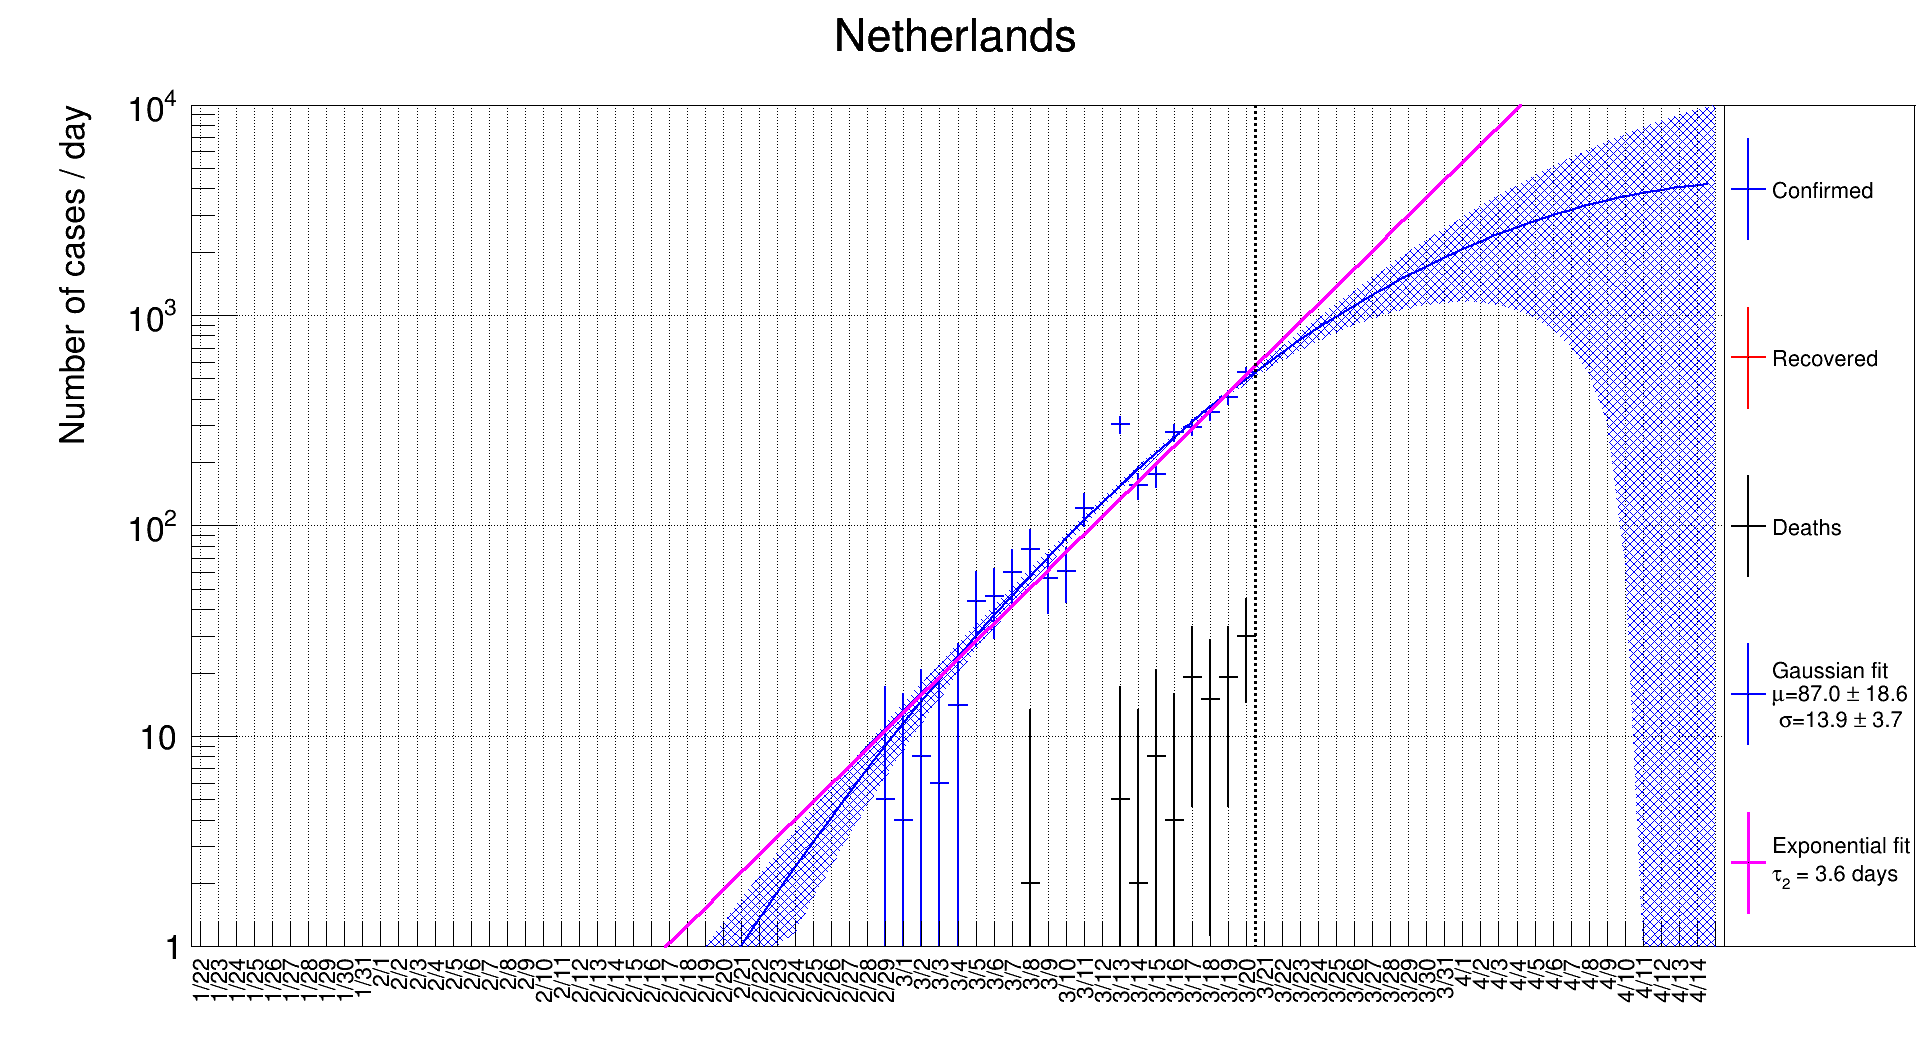 Netherlands
Number of cases / day
10⁴
10³
10²
10
1
1/22 1/23 1/24 1/25 1/26 1/27 1/28 1/29 1/30 1/31 2/1 2/2 2/3 2/4 2/5 2/6 2/7 2/8 2/9 2/10 2/11 2/12 2/13 2/14 2/15 2/16 2/17 2/18 2/19 2/20 2/21 2/22 2/23 2/24 2/25 2/26 2/27 2/28 2/29 3/1 3/2 3/3 3/4 3/5 3/6 3/7 3/8 3/9 3/10 3/11 3/12 3/13 3/14 3/15 3/16 3/17 3/18 3/19 3/20 3/21 3/22 3/23 3/24 3/25 3/26 3/27 3/28 3/29 3/30 3/31 4/1 4/2 4/3 4/4 4/5 4/6 4/7 4/8 4/9 4/10 4/11 4/12 4/13 4/14
Confirmed
Recovered
Deaths
Gaussian fit
μ=87.0 ± 18.6
σ=13.9 ± 3.7
Exponential fit
τ₂ = 3.6 days